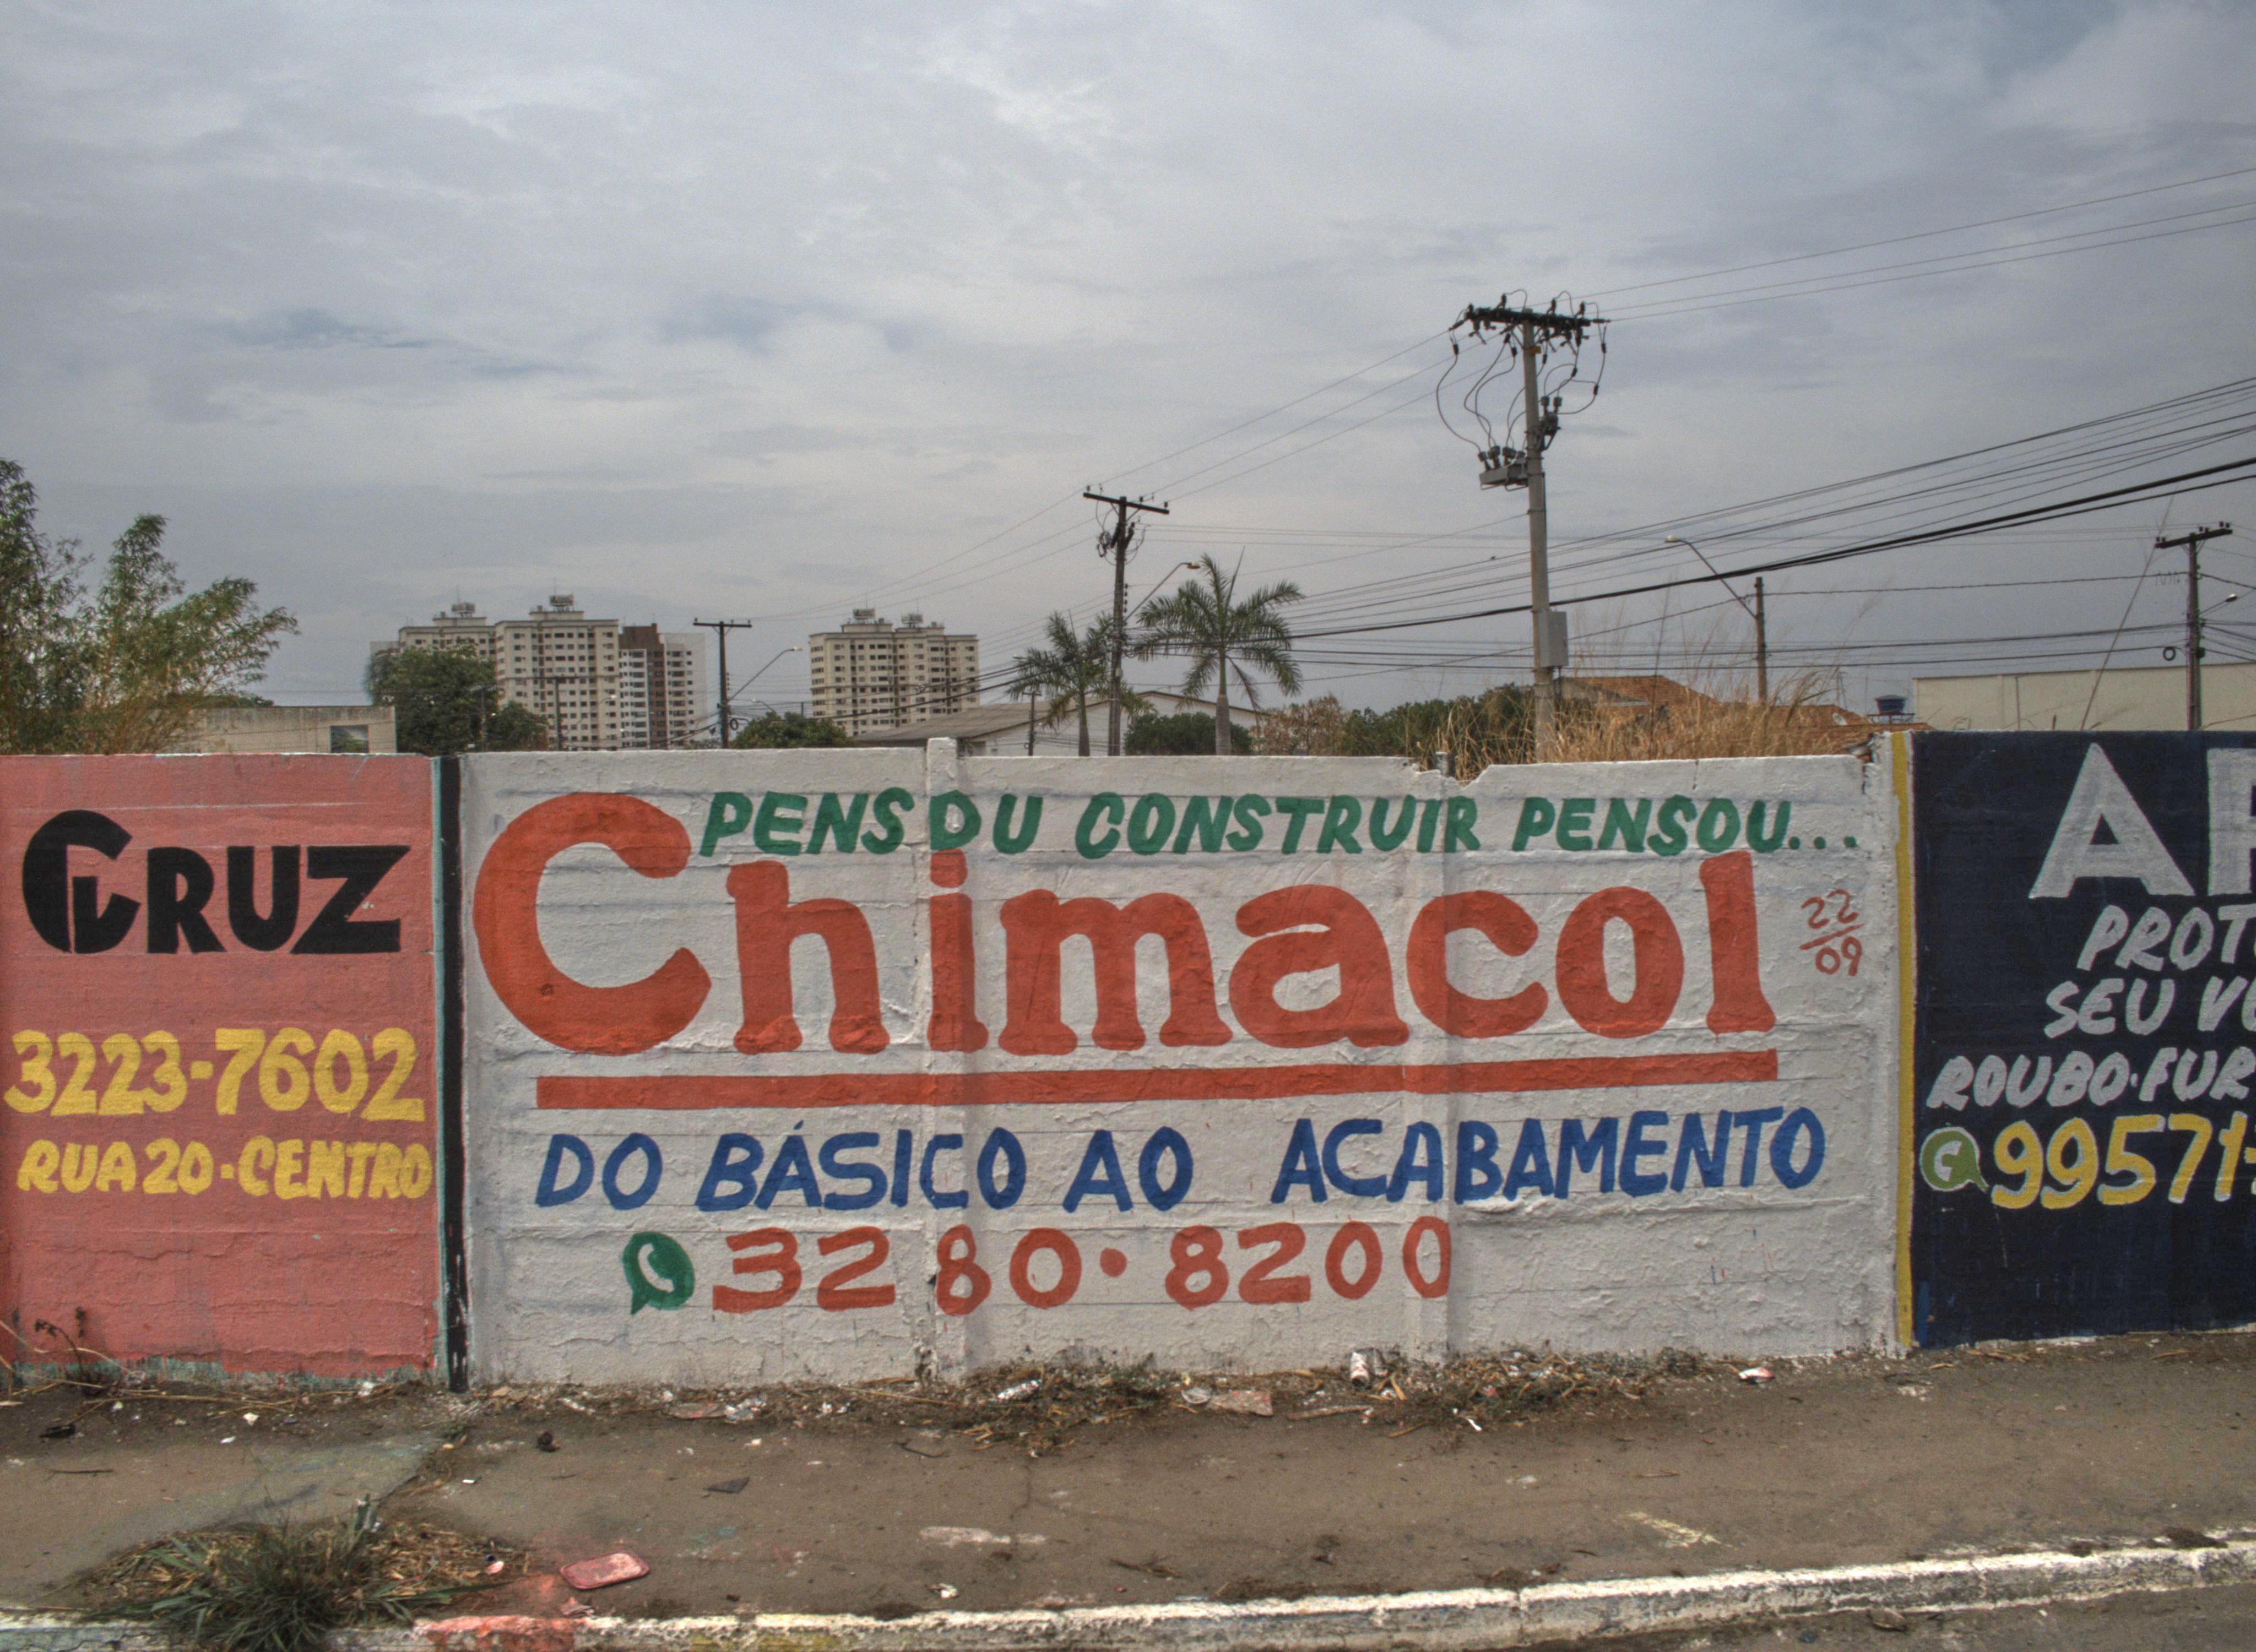 CRUZ
3223-7602
RUA 20-CENTRO
PENSOU CONSTRUIR PENSOU...
Chimacol
22
09
DO BÁSICO AO ACABAMENTO
3280.8200
SEU
ROUBO.FUR